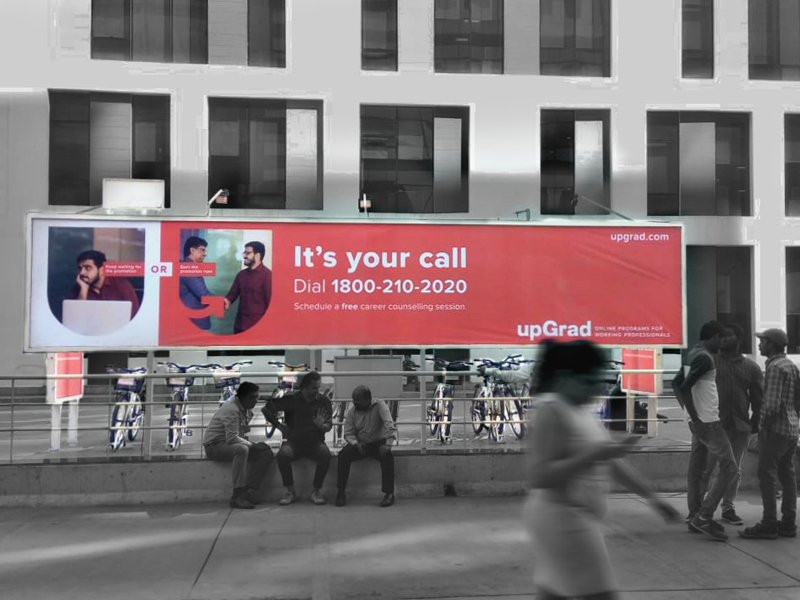 Keep waiting for
the promotion
OR
Earn the
promotion now
It's your call
Dial 1800-210-2020
Schedule a free career counselling session.
upgrad.com
upGrad
ONLINE PROGRAMS FOR
WORKING PROFESSIONALS